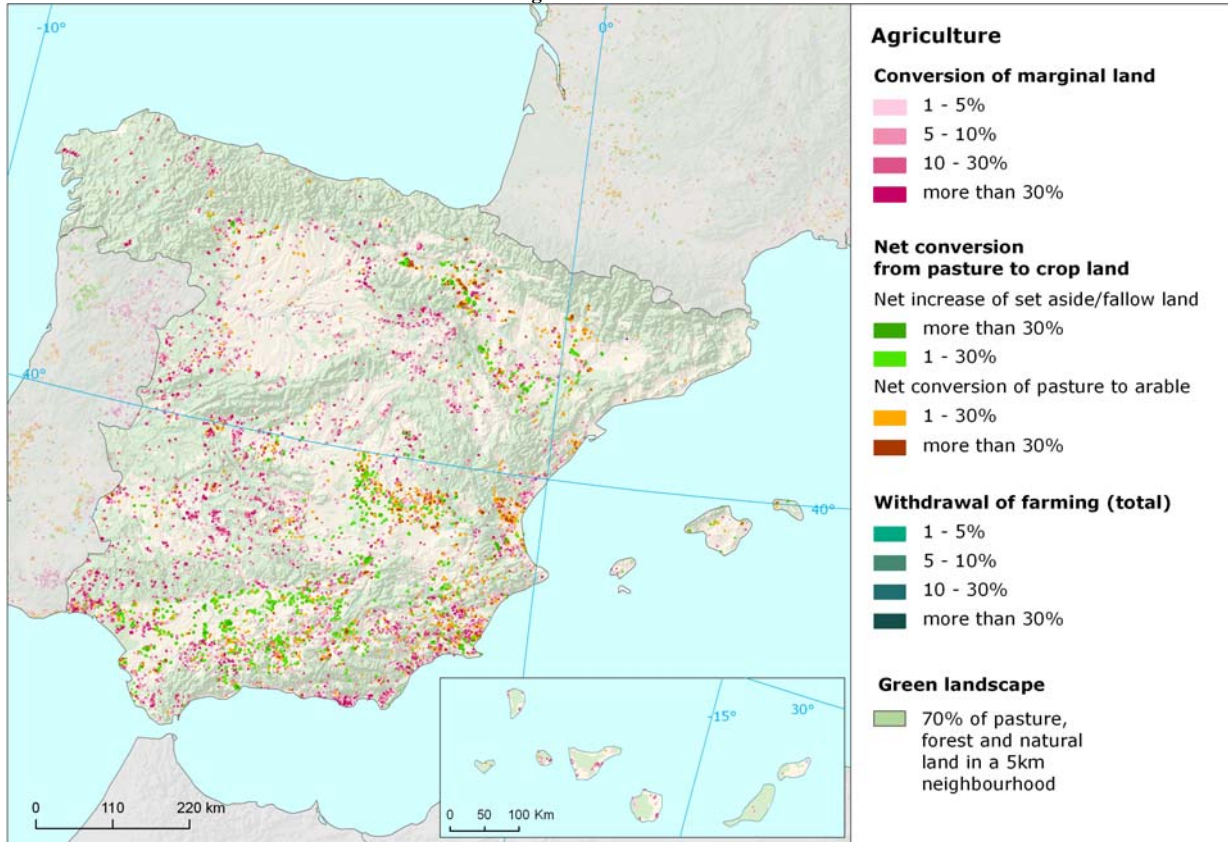 -10°
0°
40°
40°
Agriculture
Conversion of marginal land
1 - 5%
5 - 10%
10 - 30%
more than 30%
Net conversion
from pasture to crop land
Net increase of set aside/fallow land
more than 30%
1 - 30%
Net conversion of pasture to arable
1 - 30%
more than 30%
Withdrawal of farming (total)
1 - 5%
5 - 10%
10 - 30%
more than 30%
Green landscape
70% of pasture,
forest and natural
land in a 5km
neighbourhood
0 110 220 km
-15°
30°
0 50 100 Km